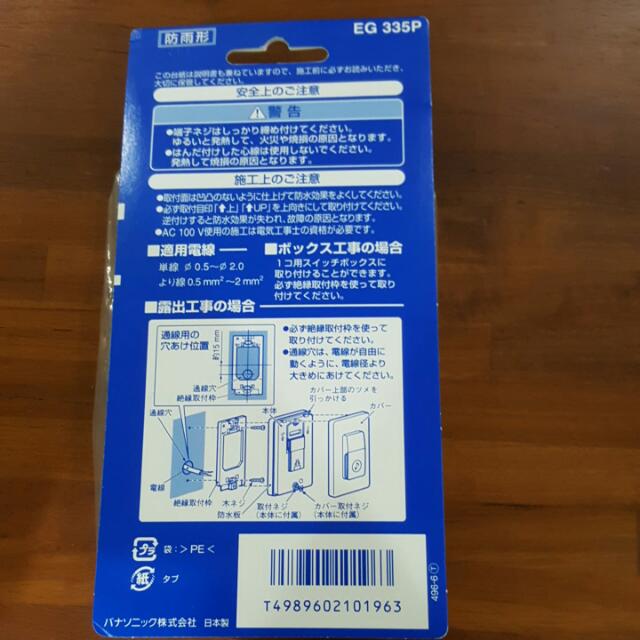 防雨形
EG 335P
この台紙は説明書も兼ねていますので、施工前に必ずお読みいただき、
大切に保管してください。
安全上のご注意
警告
●端子ネジはしっかり締め付けてください。
ゆるいと発熱して、火災や焼損の原因となります。
●はんだ付けした心線は使用しないでください。
発熱して焼損の原因となります。
施工上のご注意
●取付面は凹凸のないように仕上げて防水効果をよくしてください。
●必ず取付目印「⬆上」「⬆UP」を上向きにして取り付けてください。
逆付けすると防水効果が失われ、故障の原因となります。
●AC 100 V使用の施工は電気工事士の資格が必要です。
■適用電線
単線 φ0.5〜φ2.0
より線 0.5 mm²〜2 mm²
■ボックス工事の場合
1コ用スイッチボックスに
取り付けることができます。
必ず絶縁取付枠を使って取り
付けてください。
■露出工事の場合
通線用の
穴あけ位置
約15 mm
通線穴
絶縁取付枠
●必ず絶縁取付枠を使って
取り付けてください。
●通線穴は、電線が自由に
動くように、電線径より
大きめにあけてください。
カバー上部のツメを
引っかける
通線穴
本体
カバー
電線
絶縁取付枠
木ネジ
防水板
取付ネジ
(本体に付属)
カバー取付ネジ
(本体に付属)
プラ
袋:>PE<
紙
タブ
パナソニック株式会社 日本製
T4989602101963
496-6 Ⓣ